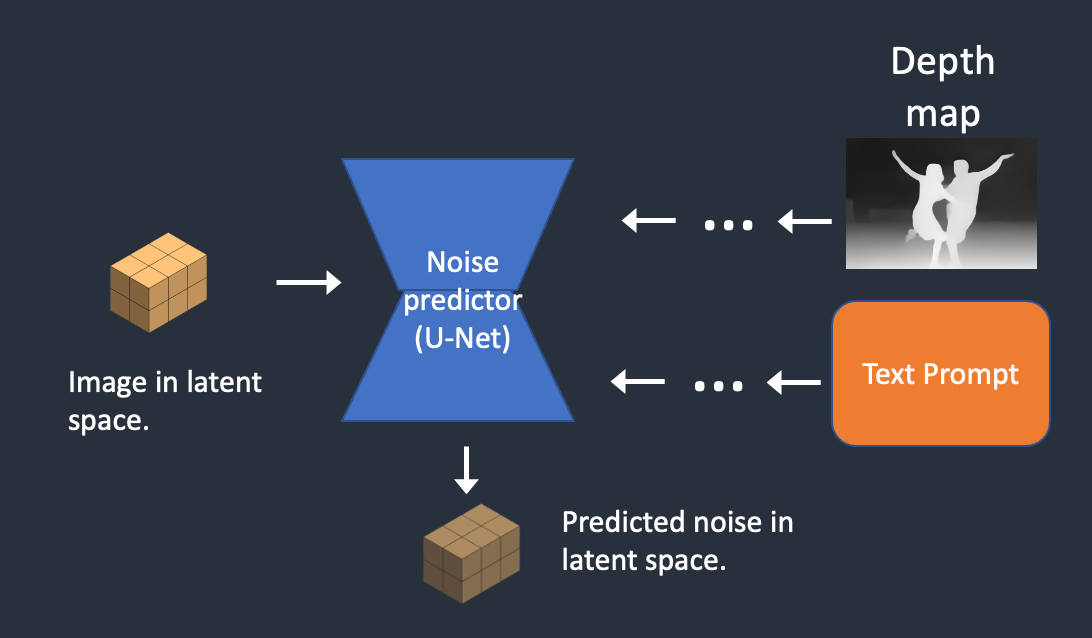 Depth
map
Noise
predictor
(U-Net)
Image in latent
space.
Text Prompt
Predicted noise in
latent space.